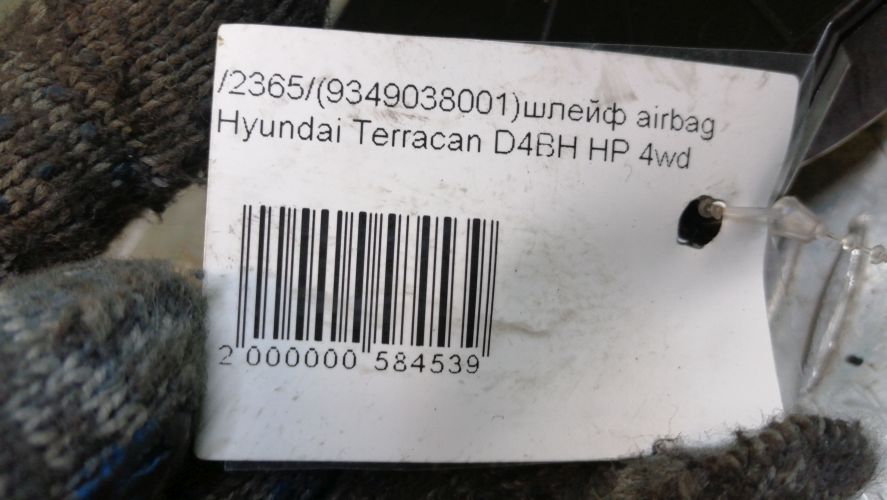 /2365/(9349038001)шлейф airbag
Hyundai Terracan D4BH HP 4wd
2 000000 584539